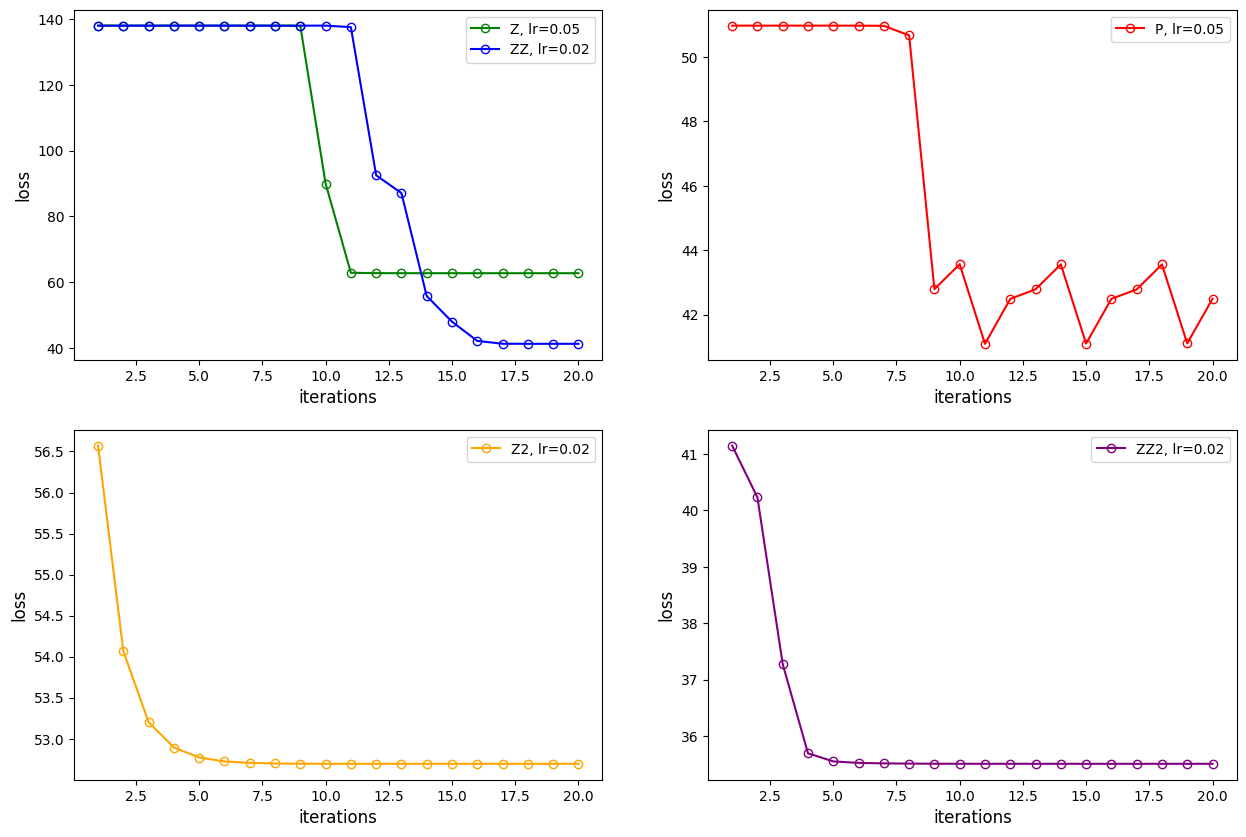 140
120
100
80
60
40
loss
Z, lr=0.05
ZZ, lr=0.02
2.5 5.0 7.5 10.0 12.5 15.0 17.5 20.0
iterations
50
48
46
44
42
loss
P, lr=0.05
2.5 5.0 7.5 10.0 12.5 15.0 17.5 20.0
iterations
56.5
56.0
55.5
55.0
54.5
54.0
53.5
53.0
loss
Z2, lr=0.02
2.5 5.0 7.5 10.0 12.5 15.0 17.5 20.0
iterations
41
40
39
38
37
36
loss
ZZ2, lr=0.02
2.5 5.0 7.5 10.0 12.5 15.0 17.5 20.0
iterations